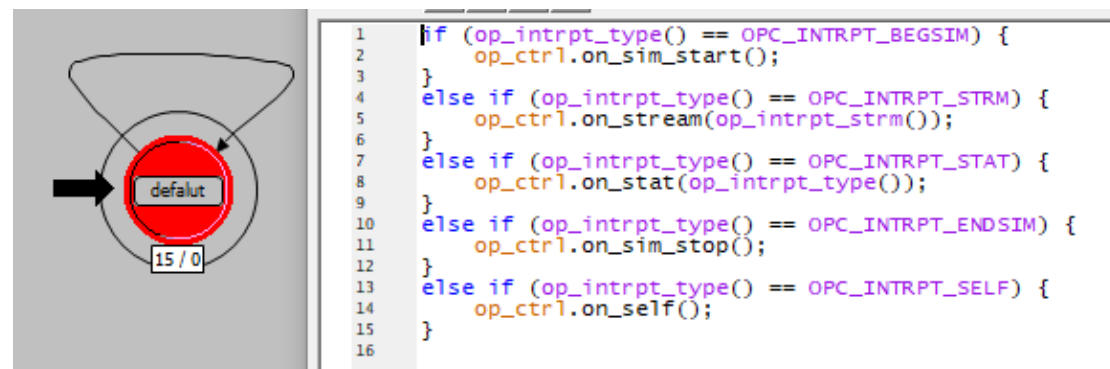 defalut
15 / 0
1 if (op_intrpt_type() == OPC_INTRPT_BEGSIM) {
2 op_ctrl.on_sim_start();
3 }
4 else if (op_intrpt_type() == OPC_INTRPT_STRM) {
5 op_ctrl.on_stream(op_intrpt_strm());
6 }
7 else if (op_intrpt_type() == OPC_INTRPT_STAT) {
8 op_ctrl.on_stat(op_intrpt_type());
9 }
10 else if (op_intrpt_type() == OPC_INTRPT_ENDSIM) {
11 op_ctrl.on_sim_stop();
12 }
13 else if (op_intrpt_type() == OPC_INTRPT_SELF) {
14 op_ctrl.on_self();
15 }
16